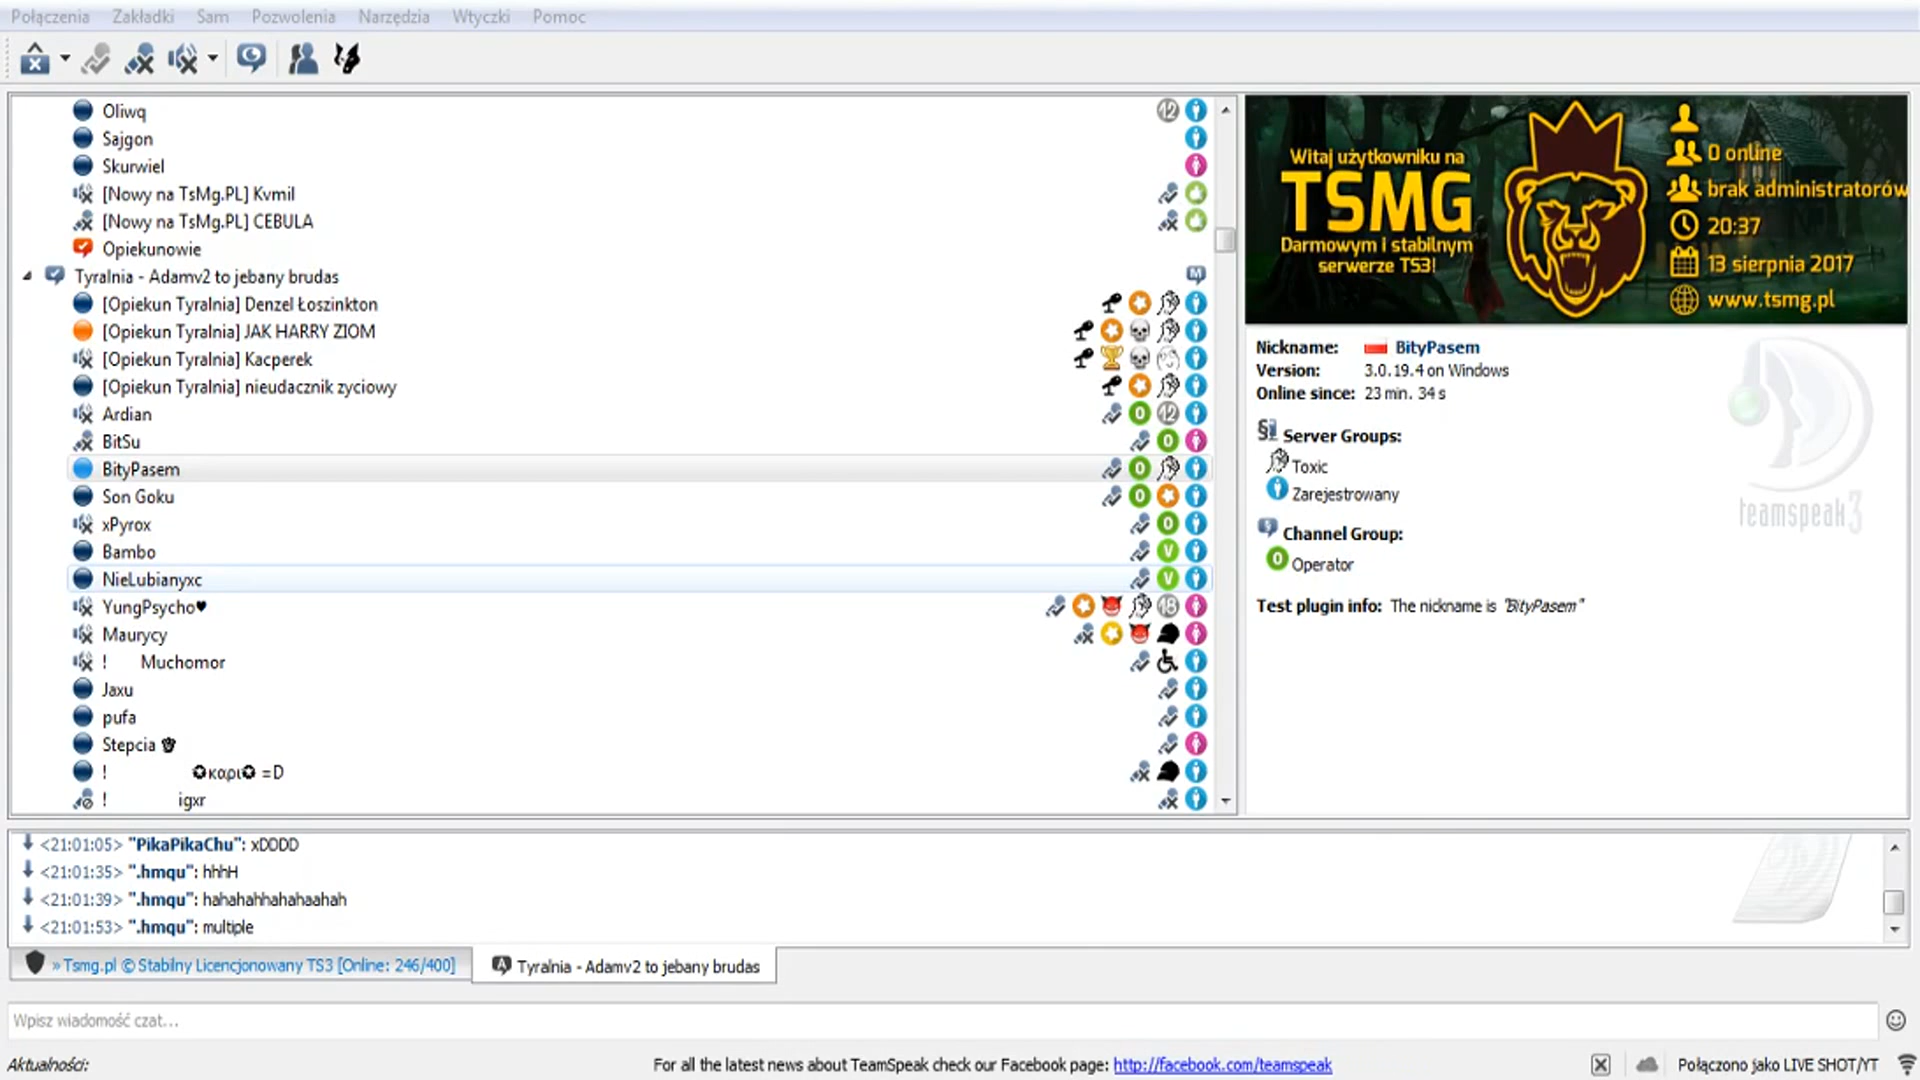 Połączenia Zakładki Sam Pozwolenia Narzędzia Wtyczki Pomoc
Oliwq 12
Sajgon
Skurwiel
[Nowy na TsMg.PL] Kvmil
[Nowy na TsMg.PL] CEBULA
Opiekunowie
Tyralnia - Adamv2 to jebany brudas M
[Opiekun Tyralnia] Denzel Łoszinkton
[Opiekun Tyralnia] JAK HARRY ZIOM
[Opiekun Tyralnia] Kacperek
[Opiekun Tyralnia] nieudacznik zyciowy
Ardian O 12
BitSu O
BityPasem O
Son Goku O
xPyrox O
Bambo V
NieLubianyxc V
YungPsycho♥ 18
Maurycy
! Muchomor
Jaxu
pufa
Stepcia
! ✪καρι✪ =D
! igxr
Witaj użytkowniku na
TSMG
Darmowym i stabilnym
serwerze TS3!
0 online
brak administratorów
20:37
13 sierpnia 2017
www.tsmg.pl
Nickname: BityPasem
Version: 3.0.19.4 on Windows
Online since: 23 min. 34 s
Server Groups:
Toxic
Zarejestrowany
Channel Group:
O Operator
Test plugin info: The nickname is "BityPasem"
teamspeak3
<21:01:05> "PikaPikaChu": xDDDD
<21:01:35> ".hmqu": hhhH
<21:01:39> ".hmqu": hahahahhahahaahah
<21:01:53> ".hmqu": multiple
» Tsmg.pl © Stabilny Licencjonowany TS3 [Online: 246/400] Tyralnia - Adamv2 to jebany brudas
Wpisz wiadomość czat...
Aktualności: For all the latest news about TeamSpeak check our Facebook page: http://facebook.com/teamspeak Połączono jako LIVE SHOT/YT